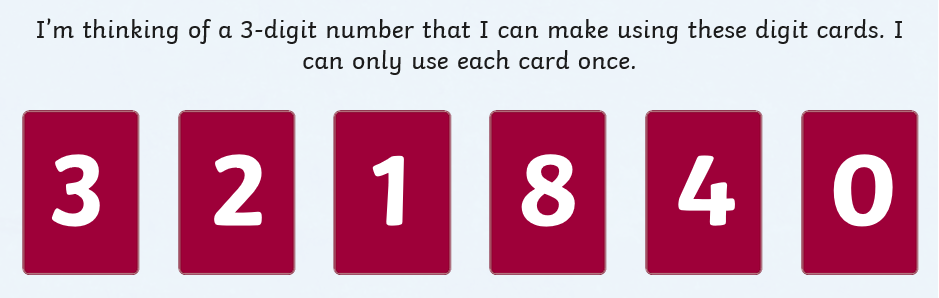 I'm thinking of a 3-digit number that I can make using these digit cards. I
can only use each card once.
3 2 1 8 4 0